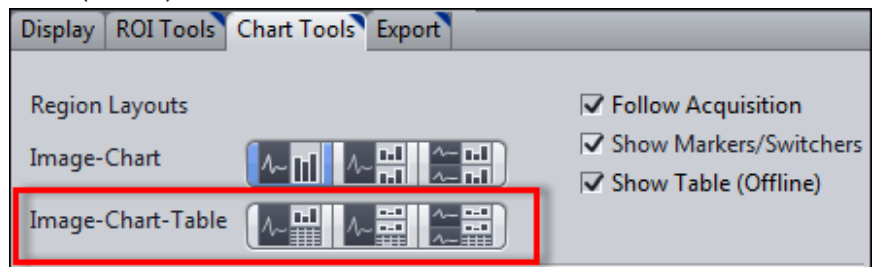 Display ROI Tools Chart Tools Export
Region Layouts
Follow Acquisition
Image-Chart
Show Markers/Switchers
Show Table (Offline)
Image-Chart-Table